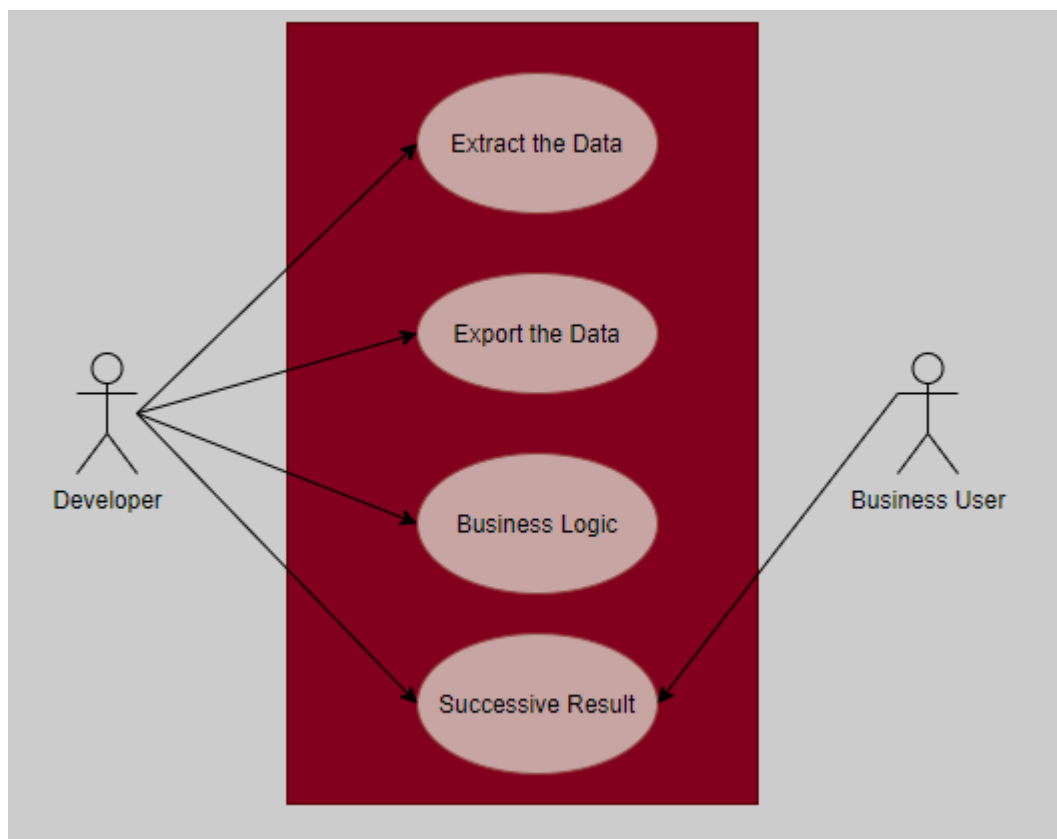 Extract the Data
Export the Data
Developer
Business User
Business Logic
Successive Result